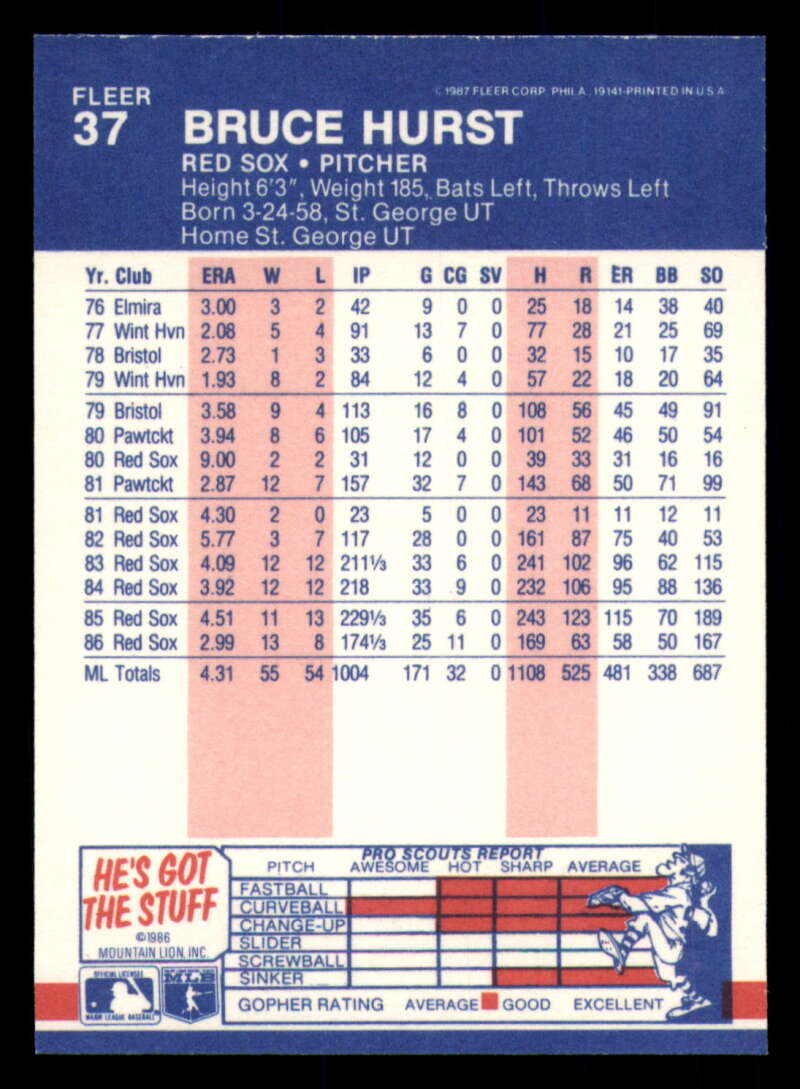 FLEER
© 1987 FLEER CORP. PHILA., 19141-PRINTED IN U.S.A.
37 BRUCE HURST
RED SOX • PITCHER
Height 6'3", Weight 185, Bats Left, Throws Left
Born 3-24-58, St. George UT
Home St. George UT
Yr. Club ERA W L IP G CG SV H R ER BB SO
76 Elmira 3.00 3 2 42 9 0 0 25 18 14 38 40
77 Wint Hvn 2.08 5 4 91 13 7 0 77 28 21 25 69
78 Bristol 2.73 1 3 33 6 0 0 32 15 10 17 35
79 Wint Hvn 1.93 8 2 84 12 4 0 57 22 18 20 64
79 Bristol 3.58 9 4 113 16 8 0 108 56 45 49 91
80 Pawtckt 3.94 8 6 105 17 4 0 101 52 46 50 54
80 Red Sox 9.00 2 2 31 12 0 0 39 33 31 16 16
81 Pawtckt 2.87 12 7 157 32 7 0 143 68 50 71 99
81 Red Sox 4.30 2 0 23 5 0 0 23 11 11 12 11
82 Red Sox 5.77 3 7 117 28 0 0 161 87 75 40 53
83 Red Sox 4.09 12 12 211⅓ 33 6 0 241 102 96 62 115
84 Red Sox 3.92 12 12 218 33 9 0 232 106 95 88 136
85 Red Sox 4.51 11 13 229⅓ 35 6 0 243 123 115 70 189
86 Red Sox 2.99 13 8 174⅓ 25 11 0 169 63 58 50 167
ML Totals 4.31 55 54 1004 171 32 0 1108 525 481 338 687
HE'S GOT
THE STUFF
©1986
MOUNTAIN LION, INC.
OFFICIAL LICENSEE
MAJOR LEAGUE BASEBALL
MLB
PRO SCOUTS REPORT
PITCH AWESOME HOT SHARP AVERAGE
FASTBALL
CURVEBALL
CHANGE-UP
SLIDER
SCREWBALL
SINKER
GOPHER RATING AVERAGE GOOD EXCELLENT